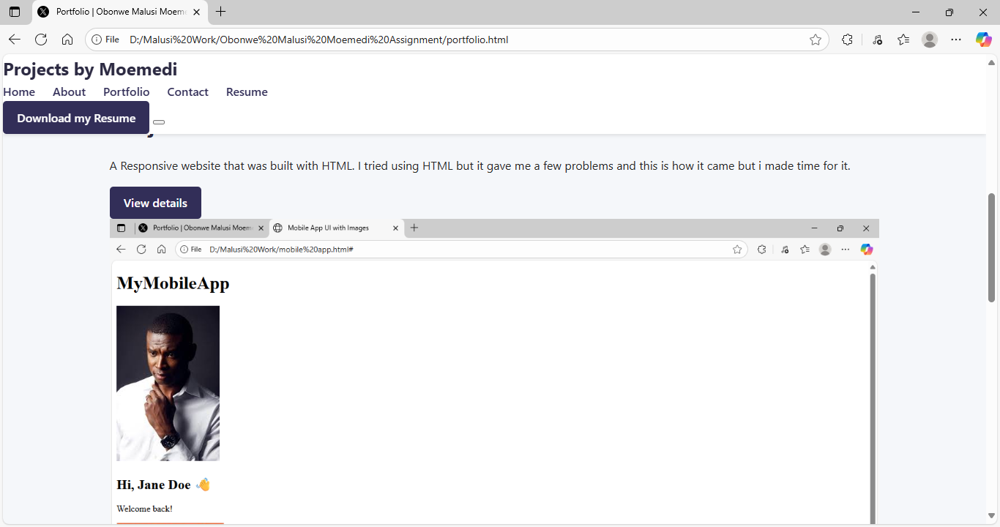 Portfolio | Obonwe Malusi Moem
File D:/Malusi%20Work/Obonwe%20Malusi%20Moemedi%20Assignment/portfolio.html
Projects by Moemedi
Home About Portfolio Contact Resume
Download my Resume
A Responsive website that was built with HTML. I tried using HTML but it gave me a few problems and this is how it came but i made time for it.
View details
Portfolio | Obonwe Malusi Moem Mobile App UI with Images
File D:/Malusi%20Work/mobile%20app.html#
MyMobileApp
Hi, Jane Doe 👋
Welcome back!